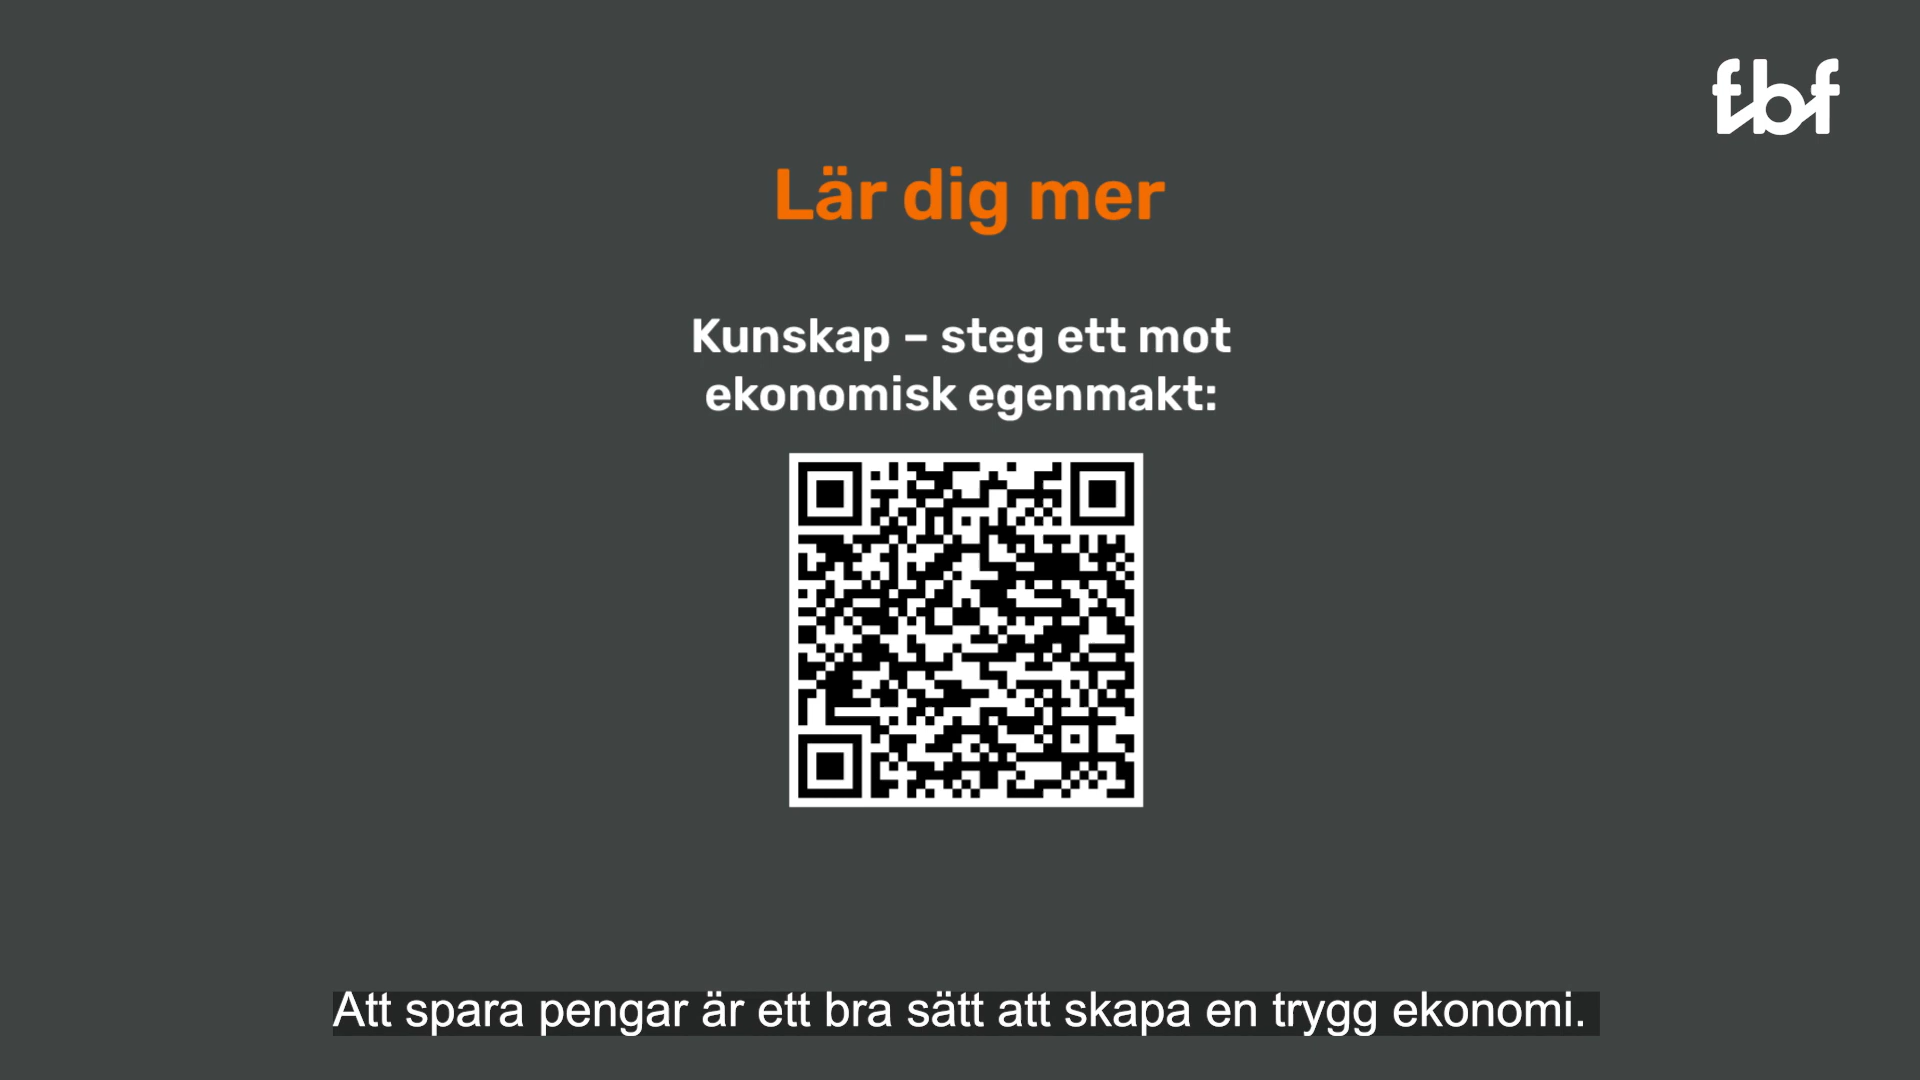 fbf
Lär dig mer
Kunskap – steg ett mot
ekonomisk egenmakt:
Att spara pengar är ett bra sätt att skapa en trygg ekonomi.